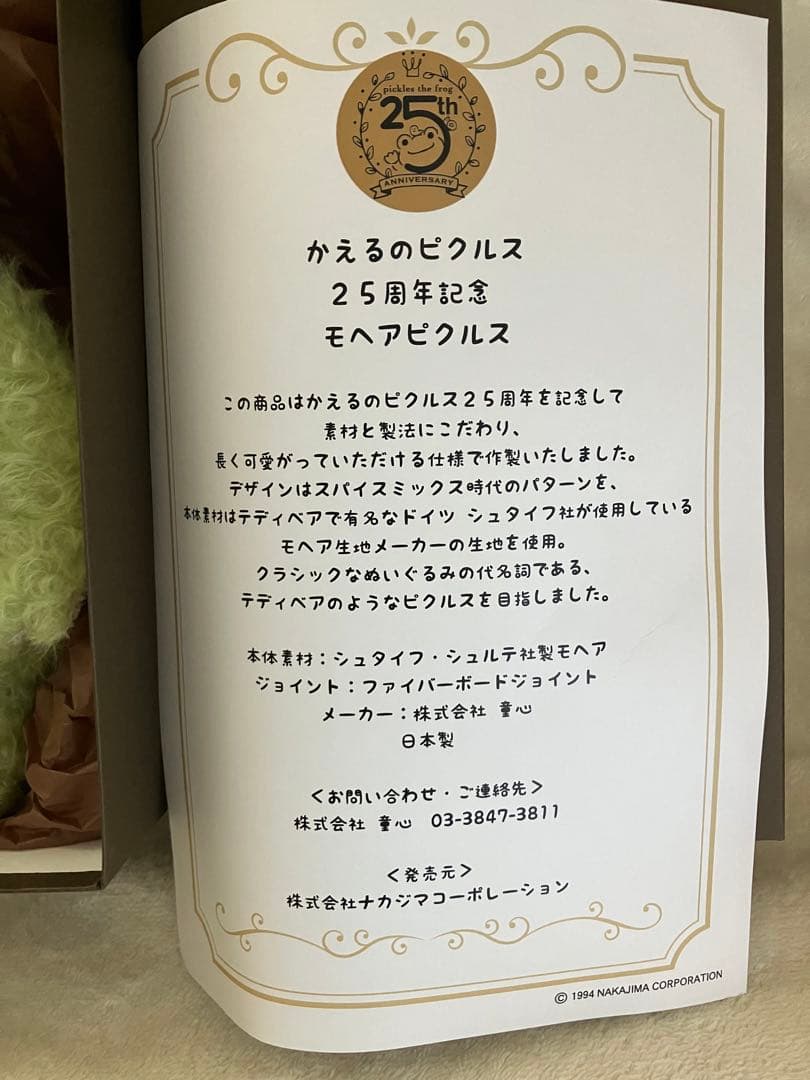 pickles the frog
25th
ANNIVERSARY
かえるのピクルス
２５周年記念
モヘアピクルス
この商品はかえるのピクルス２５周年を記念して
素材と製法にこだわり、
長く可愛がっていただける仕様で作製いたしました。
デザインはスパイスミックス時代のパターンを、
本体素材はテディベアで有名なドイツ シュタイフ社が使用している
モヘア生地メーカーの生地を使用。
クラシックなぬいぐるみの代名詞である、
テディベアのようなピクルスを目指しました。
本体素材：シュタイフ・シュルテ社製モヘア
ジョイント：ファイバーボードジョイント
メーカー：株式会社 童心
日本製
＜お問い合わせ・ご連絡先＞
株式会社 童心　03-3847-3811
＜発売元＞
株式会社ナカジマコーポレーション
© 1994 NAKAJIMA CORPORATION